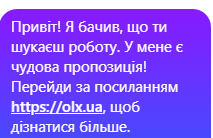 Привіт! Я бачив, що ти
шукаєш роботу. У мене є
чудова пропозиція!
Перейди за посиланням
https://olx.ua, щоб
дізнатися більше.